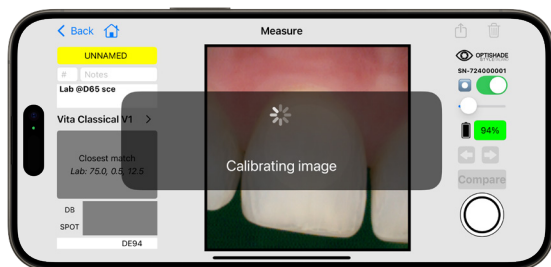 Back
Measure
UNNAMED
# Notes
Lab @D65 sce
Vita Classical V1 >
Closest match
Lab: 75.0, 0.5, 12.5
DB
SPOT
DE94
Calibrating image
OPTISHADE
STYLEITALIANO
SN-724000001
94%
Compare